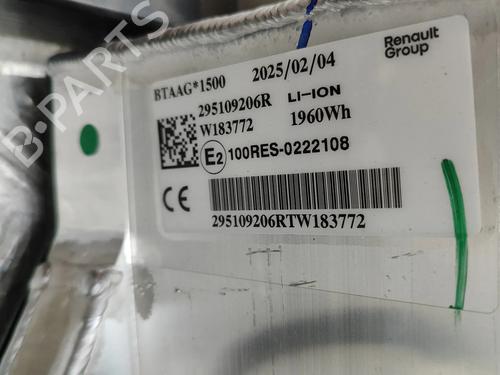 BTAAG*1500 2025/02/04
Renault
Group
295109206R LI-ION
W183772 1960Wh
E2 100RES-0222108
CE
295109206RTW183772
B-PARTS